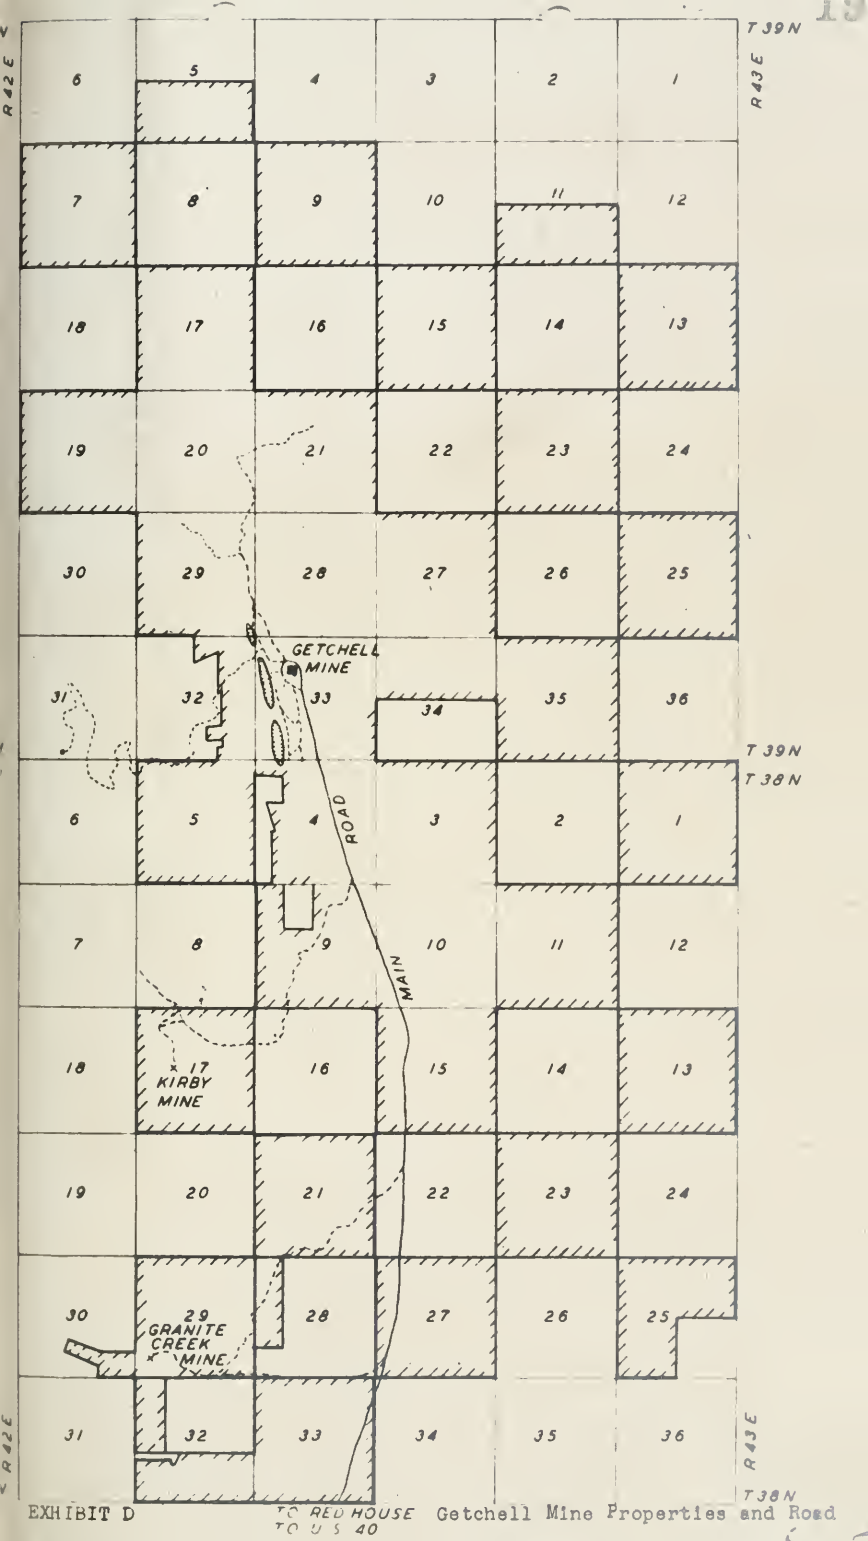 19
T 39 N
R 42 E
R 43 E
6 5 4 3 2 1
7 8 9 10 11 12
18 17 16 15 14 13
19 20 21 22 23 24
30 29 28 27 26 25
GETCHELL
MINE
31 32 33 34 35 36
T 39 N
T 38 N
6 5 4 3 2 1
ROAD
7 8 9 10 11 12
MAIN
18 17 16 15 14 13
KIRBY
MINE
19 20 21 22 23 24
30 29 28 27 26 25
GRANITE
CREEK
MINE
31 32 33 34 35 36
R 42 E
R 43 E
T 38 N
EXHIBIT D TO RED HOUSE Getchell Mine Properties and Road
TO U S 40